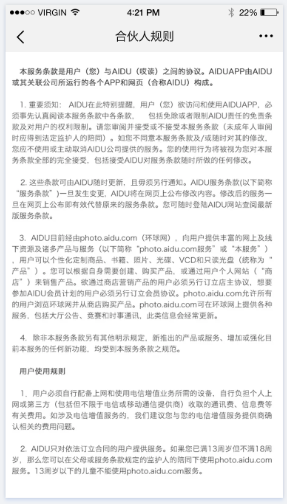 VIRGIN
4:21 PM
22%
合伙人规则
本服务条款是用户（您）与AIDU（叹读）之间的协议。AIDUAPP由AIDU
或其关联公司所运行的各个APP和网页（合称AIDU）构成。
1. 重要须知： AIDU在此特别提醒，用户（您）欲访问和使用AIDUAPP，必
须事先认真阅读本服务条款中各条款， 包括免除或者限制AIDU责任的免责条
款及对用户的权利限制。请您审阅并接受或不接受本服务条款（未成年人审阅
时应得到法定监护人的陪同）。如您不同意本服务条款及/或随时对其的修改，
您应不使用或主动取消AIDU公司提供的服务。您的使用行为将被视为您对本服
务条款全部的完全接受，包括接受AIDU对服务条款随时所做的任何修改。
2. 这些条款可由AIDU随时更新，且毋须另行通知。AIDU服务条款(以下简称
“服务条款”)一旦发生变更, AIDU将在网页上公布修改内容。修改后的服务一
旦在网页上公布即有效代替原来的服务条款。您可随时登陆AIDU网站查阅最新
版服务条款。
3. AIDU目前经由photo.aidu.com（环球网），向用户提供丰富的网上及线
下资源及诸多产品与服务（以下简称“photo.aidu.com服务”或“本服务”）
，用户可以个性化定制商品、书籍、照片、光碟、VCD和只读光盘（统称为“
产品”）。您可以根据自身需要创建、购买产品，或通过用户个人网站（“商
店”）来销售产品。欲通过商店营销产品的用户必须另行订立店主协议，想要
参加AIDU会员计划的用户必须另行订立会员协议。photo.aidu.com允许所有
的用户浏览环球网并从商店购买产品。photo.aidu.com可在环球网上提供各种
服务，包括大厅公告、竞赛和时事通讯，此类信息会经常更新。
4. 除非本服务条款另有其他明示规定，新推出的产品或服务、增加或强化目
前本服务的任何新功能，均受到本服务条款之规范。
用户使用规则
1. 用户必须自行配备上网和使用电信增值业务所需的设备，自行负担个人上
网或第三方（包括但不限于电信或移动通信提供商）收取的通讯费、信息费等
有关费用。如涉及电信增值服务的，我们建议您与您的电信增值服务提供商确
认相关的费用问题。
2. AIDU只对依法订立合同的用户提供服务。如果您已满13周岁但不满18周
岁，那么您可以在父母或服务条款规定的监护人的陪同下使用photo.aidu.com
服务。13周岁以下的儿童不能使用photo.aidu.com服务。